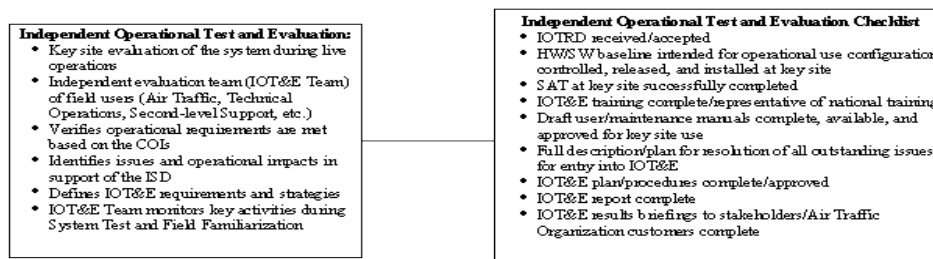 Independent Operational Test and Evaluation:
• Key site evaluation of the system during live
operations
• Independent evaluation team (IOT&E Team)
of field users (Air Traffic, Technical
Operations, Second-level Support, etc.)
• Verifies operational requirements are met
based on the COIs
• Identifies issues and operational impacts in
support of the ISD
• Defines IOT&E requirements and strategies
• IOT&E Team monitors key activities during
System Test and Field Familiarization
Independent Operational Test and Evaluation Checklist
• IOTRD received/accepted
• HW/SW baseline intended for operational use configuration
controlled, released, and installed at key site
• SAT at key site successfully completed
• IOT&E training complete/representative of national training
• Draft user/maintenance manuals complete, available, and
approved for key site use
• Full description/plan for resolution of all outstanding issues
for entry into IOT&E
• IOT&E plan/procedures complete/approved
• IOT&E report complete
• IOT&E results briefings to stakeholders/Air Traffic
Organization customers complete